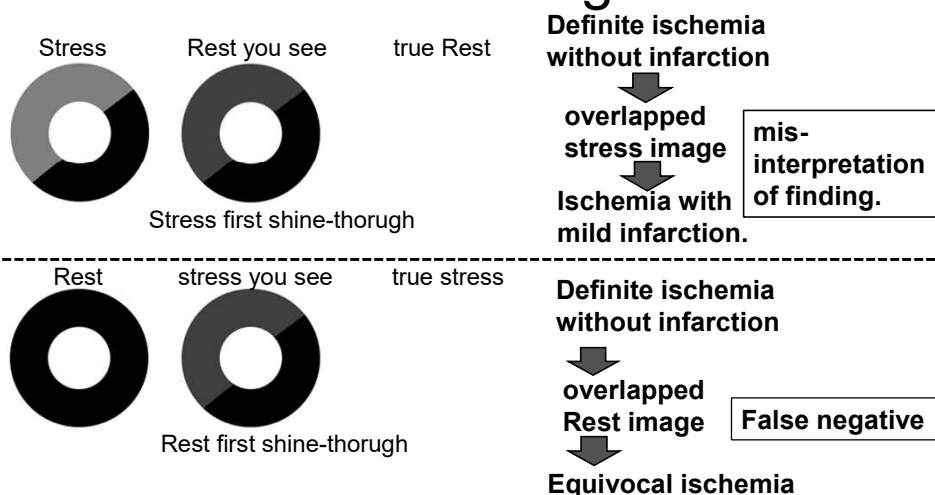 Stress
Rest you see
true Rest
Stress first shine-thorugh
Definite ischemia
without infarction
overlapped
stress image
Ischemia with
mild infarction.
mis-
interpretation
of finding.
Rest
stress you see
true stress
Rest first shine-thorugh
Definite ischemia
without infarction
overlapped
Rest image
Equivocal ischemia
False negative